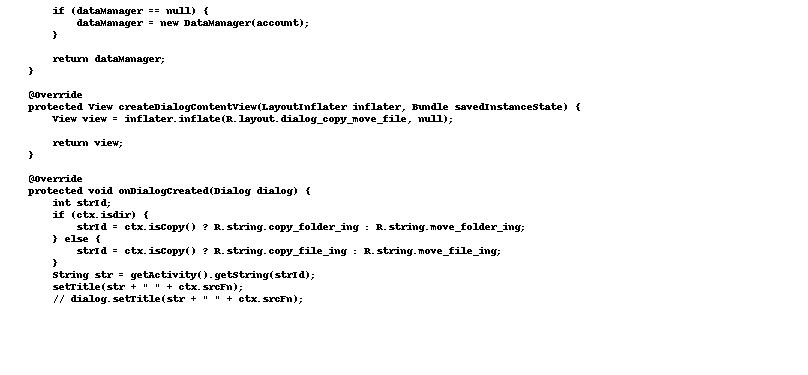 if (dataManager == null) {
dataManager = new DataManager(account);
}
return dataManager;
}
@Override
protected View createDialogContentView(LayoutInflater inflater, Bundle savedInstanceState) {
View view = inflater.inflate(R.layout.dialog_copy_move_file, null);
return view;
}
@Override
protected void onDialogCreated(Dialog dialog) {
int strId;
if (ctx.isdir) {
strId = ctx.isCopy() ? R.string.copy_folder_ing : R.string.move_folder_ing;
} else {
strId = ctx.isCopy() ? R.string.copy_file_ing : R.string.move_file_ing;
}
String str = getActivity().getString(strId);
setTitle(str + " " + ctx.srcFn);
// dialog.setTitle(str + " " + ctx.srcFn);